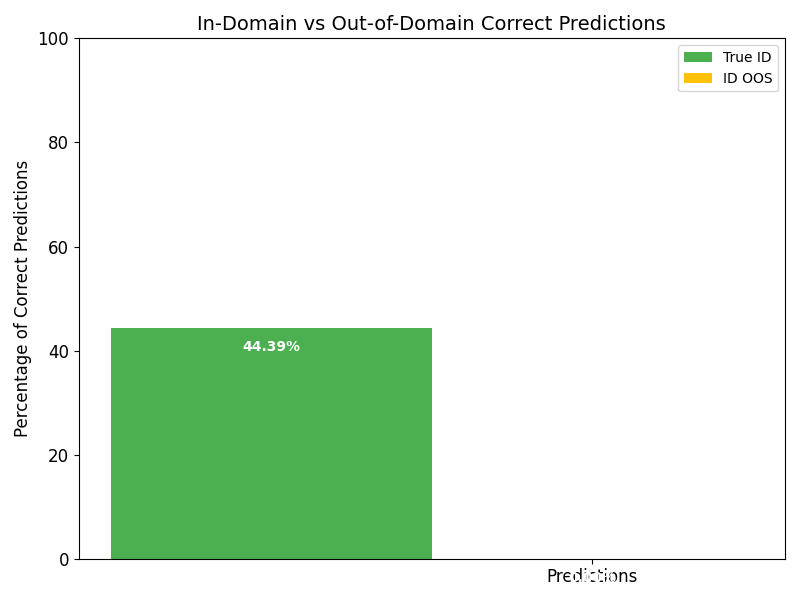 In-Domain vs Out-of-Domain Correct Predictions
100
True ID
ID OOS
80
60
40
20
0
Percentage of Correct Predictions
44.39%
Predictions